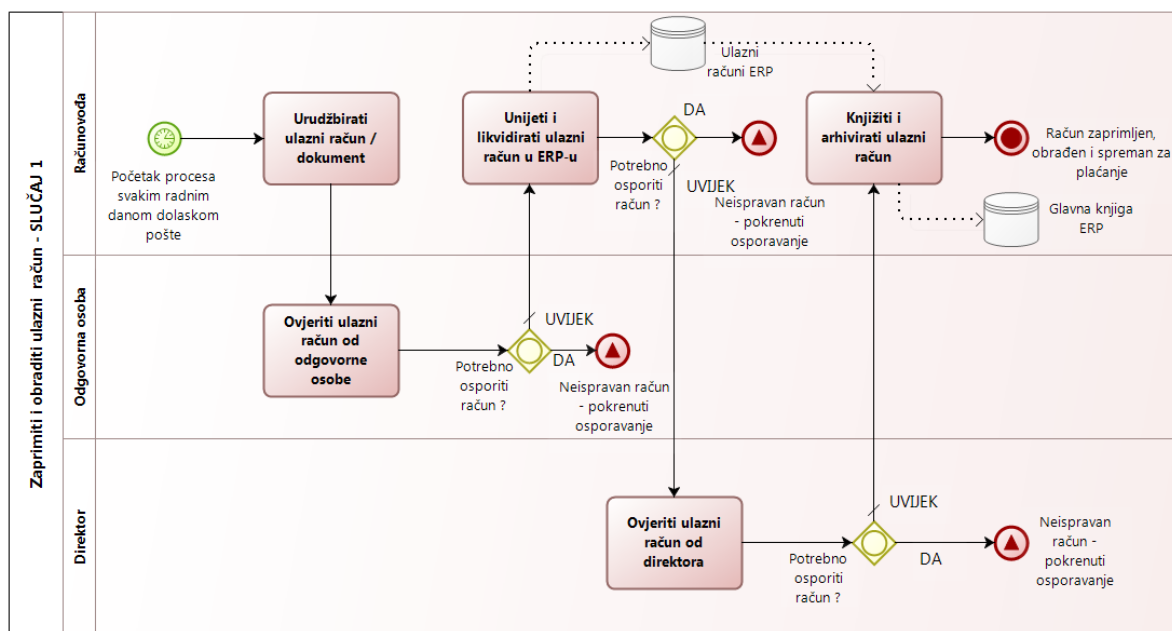 Zaprimiti i obraditi ulazni račun - SLUČAJ 1
Računovođa
Početak procesa
svakim radnim
danom dolaskom
pošte
Urudžbirati
ulazni račun /
dokument
Unijeti i
likvidirati ulazni
račun u ERP-u
Ulazni
računi ERP
Potrebno
osporiti
račun ?
DA
UVIJEK
Neispravan račun
- pokrenuti
osporavanje
Knjižiti i
arhivirati ulazni
račun
Račun zaprimljen,
obrađen i spreman za
plaćanje
Glavna knjiga
ERP
Odgovorna osoba
Ovjeriti ulazni
račun od
odgovorne
osobe
Potrebno
osporiti
račun ?
UVIJEK
DA
Neispravan račun
- pokrenuti
osporavanje
Direktor
Ovjeriti ulazni
račun od
direktora
Potrebno
osporiti
račun ?
UVIJEK
DA
Neispravan
račun -
pokrenuti
osporavanje